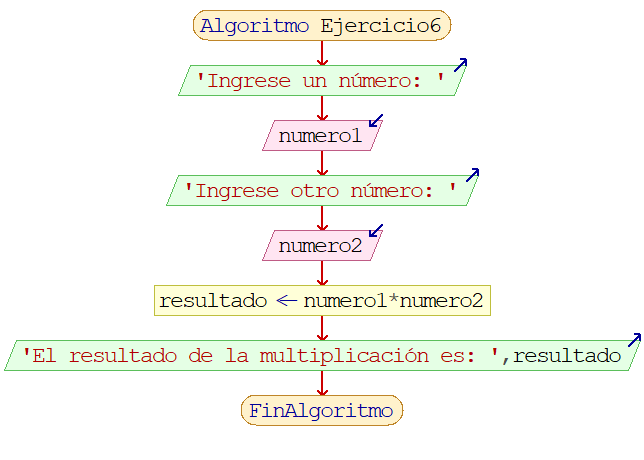 Algoritmo Ejercicio6
'Ingrese un número: '
numero1
'Ingrese otro número: '
numero2
resultado ← numero1*numero2
'El resultado de la multiplicación es: ',resultado
FinAlgoritmo